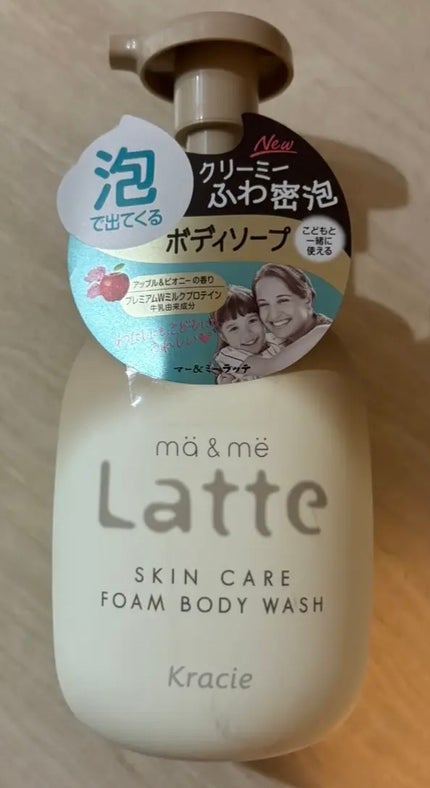 泡
で出てくる
New
クリーミー
ふわ密泡
ボディソープ
こどもと
一緒に
使える
アップル&ピオニーの香り
プレミアムWミルクプロテイン
牛乳由来成分
うれしい
マー&ミー ラッテ
mä & më
Latte
SKIN CARE
FOAM BODY WASH
Kracie